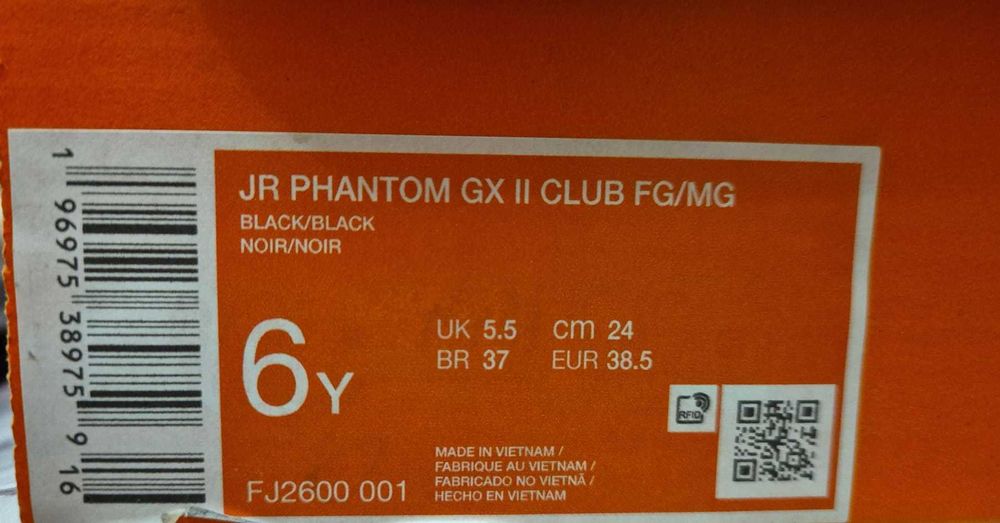 1 96975 38975 9 16
JR PHANTOM GX II CLUB FG/MG
BLACK/BLACK
NOIR/NOIR
6Y
UK 5.5 cm 24
BR 37 EUR 38.5
RFID
MADE IN VIETNAM /
FABRIQUE AU VIETNAM /
FABRICADO NO VIETNÃ /
HECHO EN VIETNAM
FJ2600 001